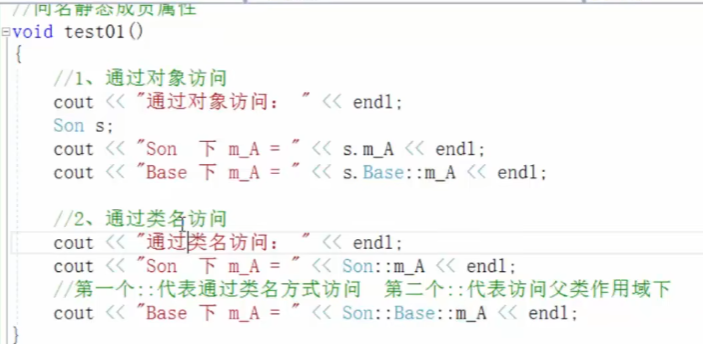 //同名静态成员属性
void test01()
{
//1、通过对象访问
cout << "通过对象访问： " << endl;
Son s;
cout << "Son  下 m_A = " << s.m_A << endl;
cout << "Base 下 m_A = " << s.Base::m_A << endl;
//2、通过类名访问
cout << "通过类名访问： " << endl;
cout << "Son  下 m_A = " << Son::m_A << endl;
//第一个::代表通过类名方式访问  第二个::代表访问父类作用域下
cout << "Base 下 m_A = " << Son::Base::m_A << endl;
}